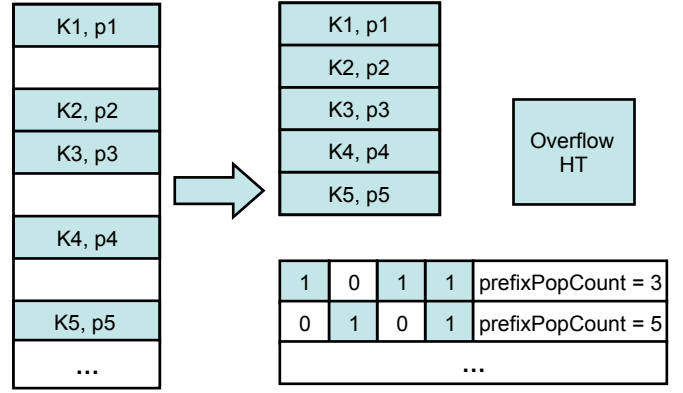 K1, p1
K2, p2
K3, p3
K4, p4
K5, p5
...
K1, p1
K2, p2
K3, p3
K4, p4
K5, p5
Overflow
HT
1 0 1 1 prefixPopCount = 3
0 1 0 1 prefixPopCount = 5
...